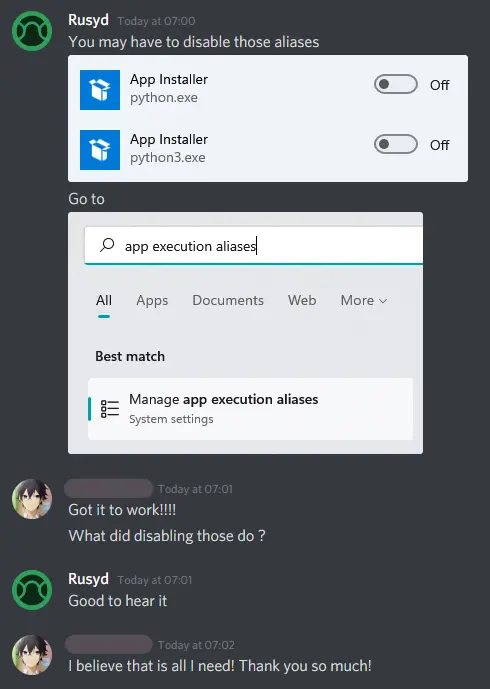 Rusyd Today at 07:00
You may have to disable those aliases
App Installer
python.exe
Off
App Installer
python3.exe
Off
Go to
app execution aliases
All Apps Documents Web More
Best match
Manage app execution aliases
System settings
Today at 07:01
Got it to work!!!!
What did disabling those do ?
Rusyd Today at 07:01
Good to hear it
Today at 07:02
I believe that is all I need! Thank you so much!